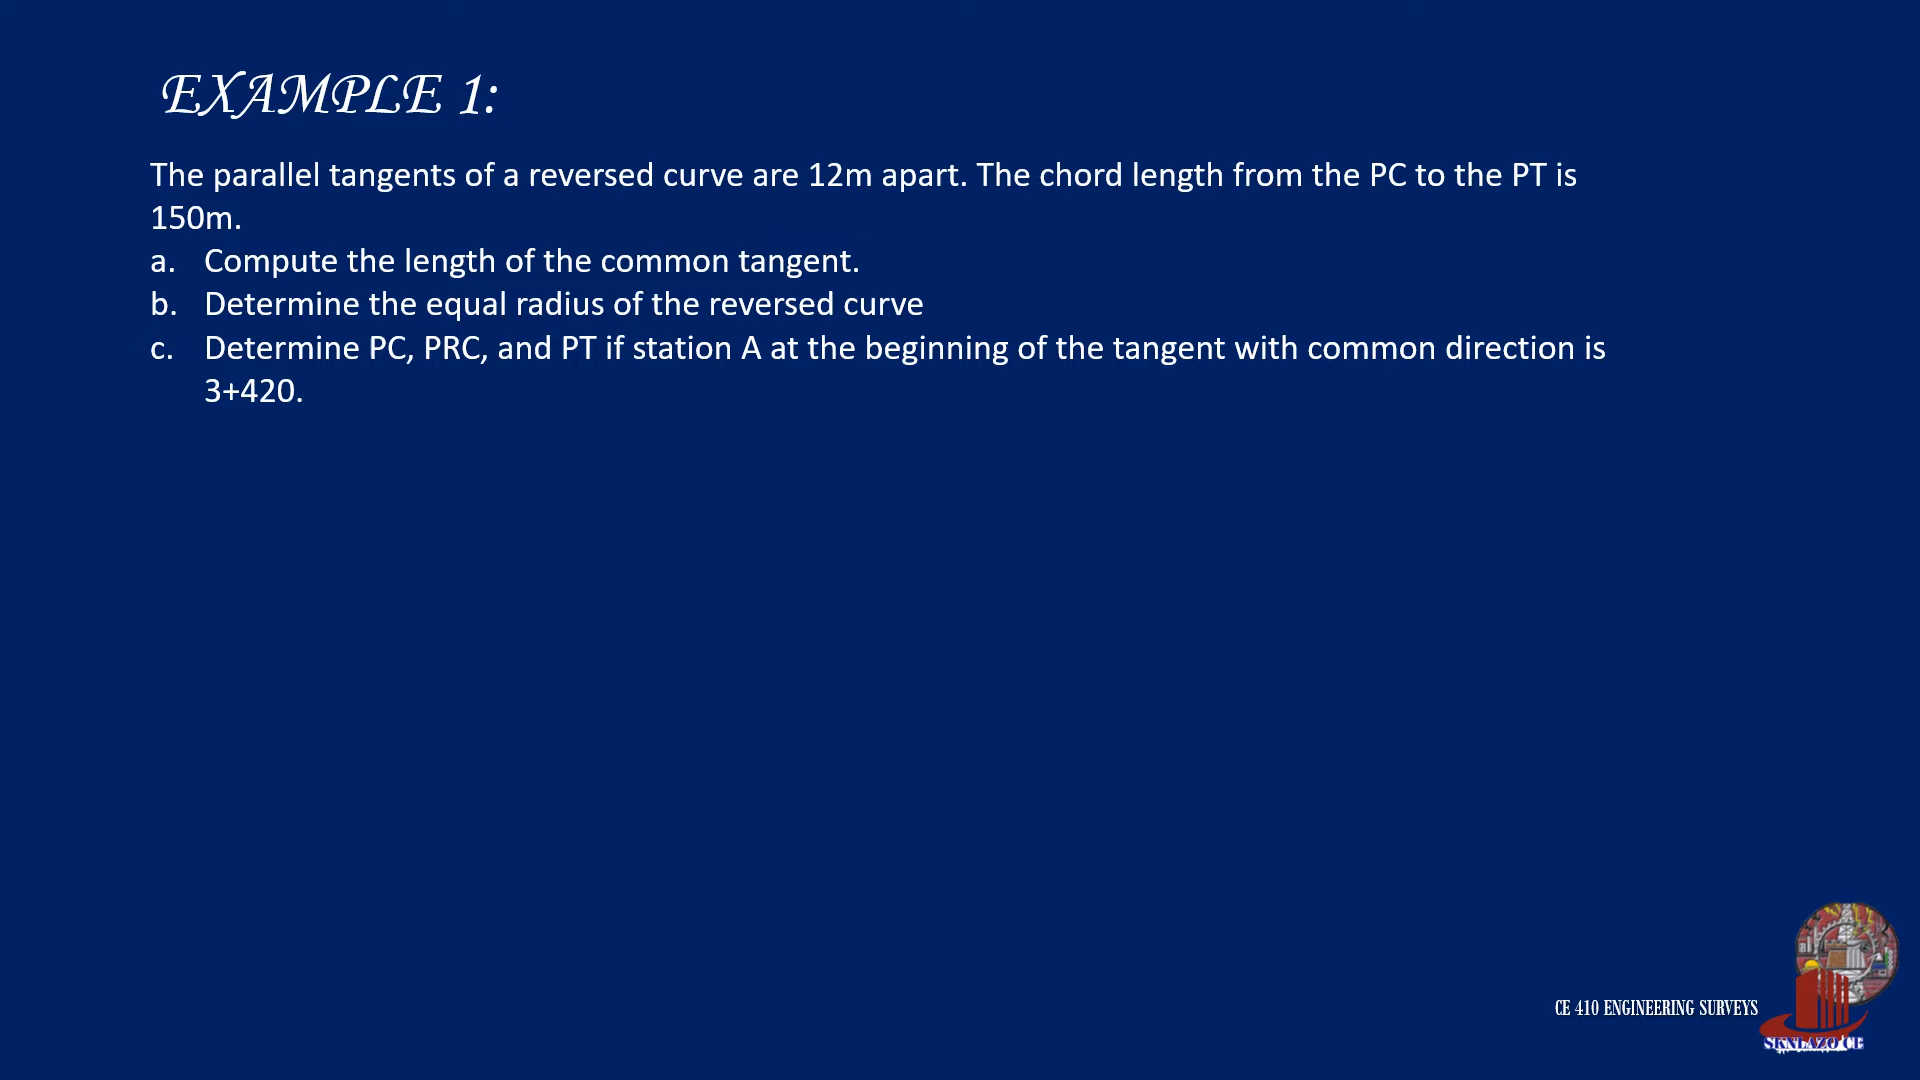 EXAMPLE 1:
The parallel tangents of a reversed curve are 12m apart. The chord length from the PC to the PT is
150m.
a. Compute the length of the common tangent.
b. Determine the equal radius of the reversed curve
c. Determine PC, PRC, and PT if station A at the beginning of the tangent with common direction is
3+420.
CE 410 ENGINEERING SURVEYS
SKNLAZO CE